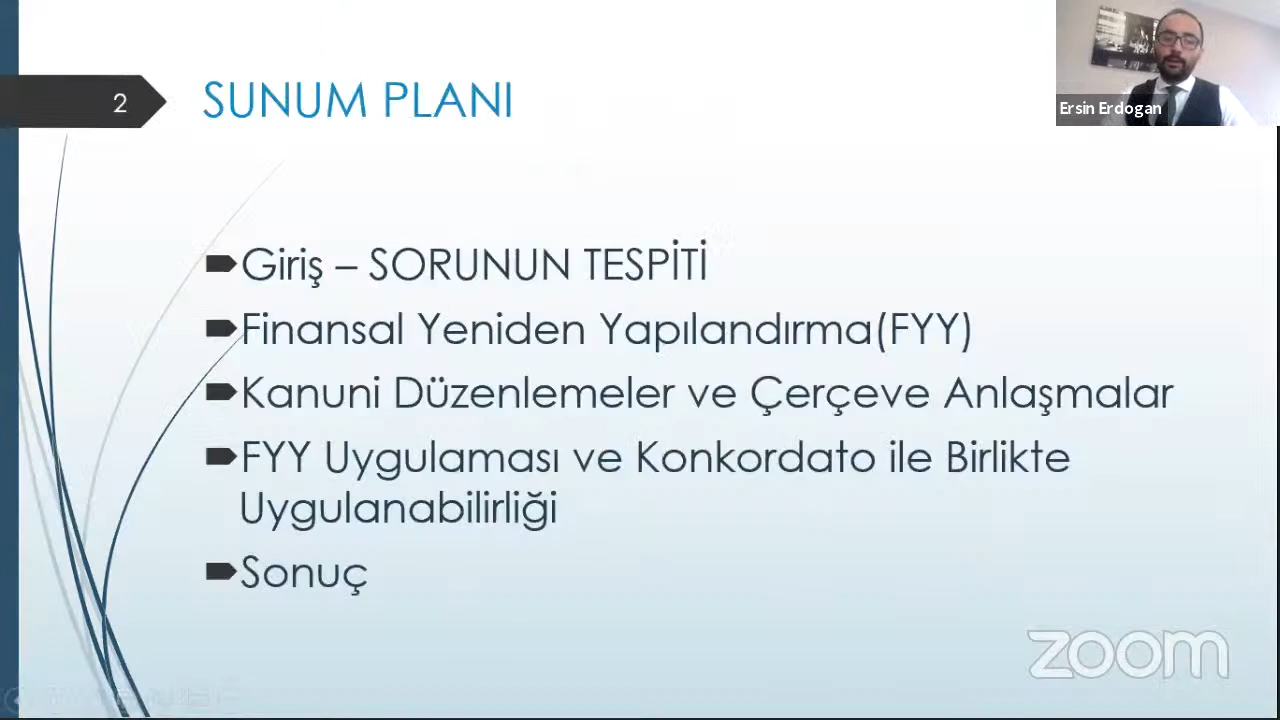 2
SUNUM PLANI
Ersin Erdogan
Giriş – SORUNUN TESPİTİ
Finansal Yeniden Yapılandırma(FYY)
Kanuni Düzenlemeler ve Çerçeve Anlaşmalar
FYY Uygulaması ve Konkordato ile Birlikte
Uygulanabilirliği
Sonuç
zoom